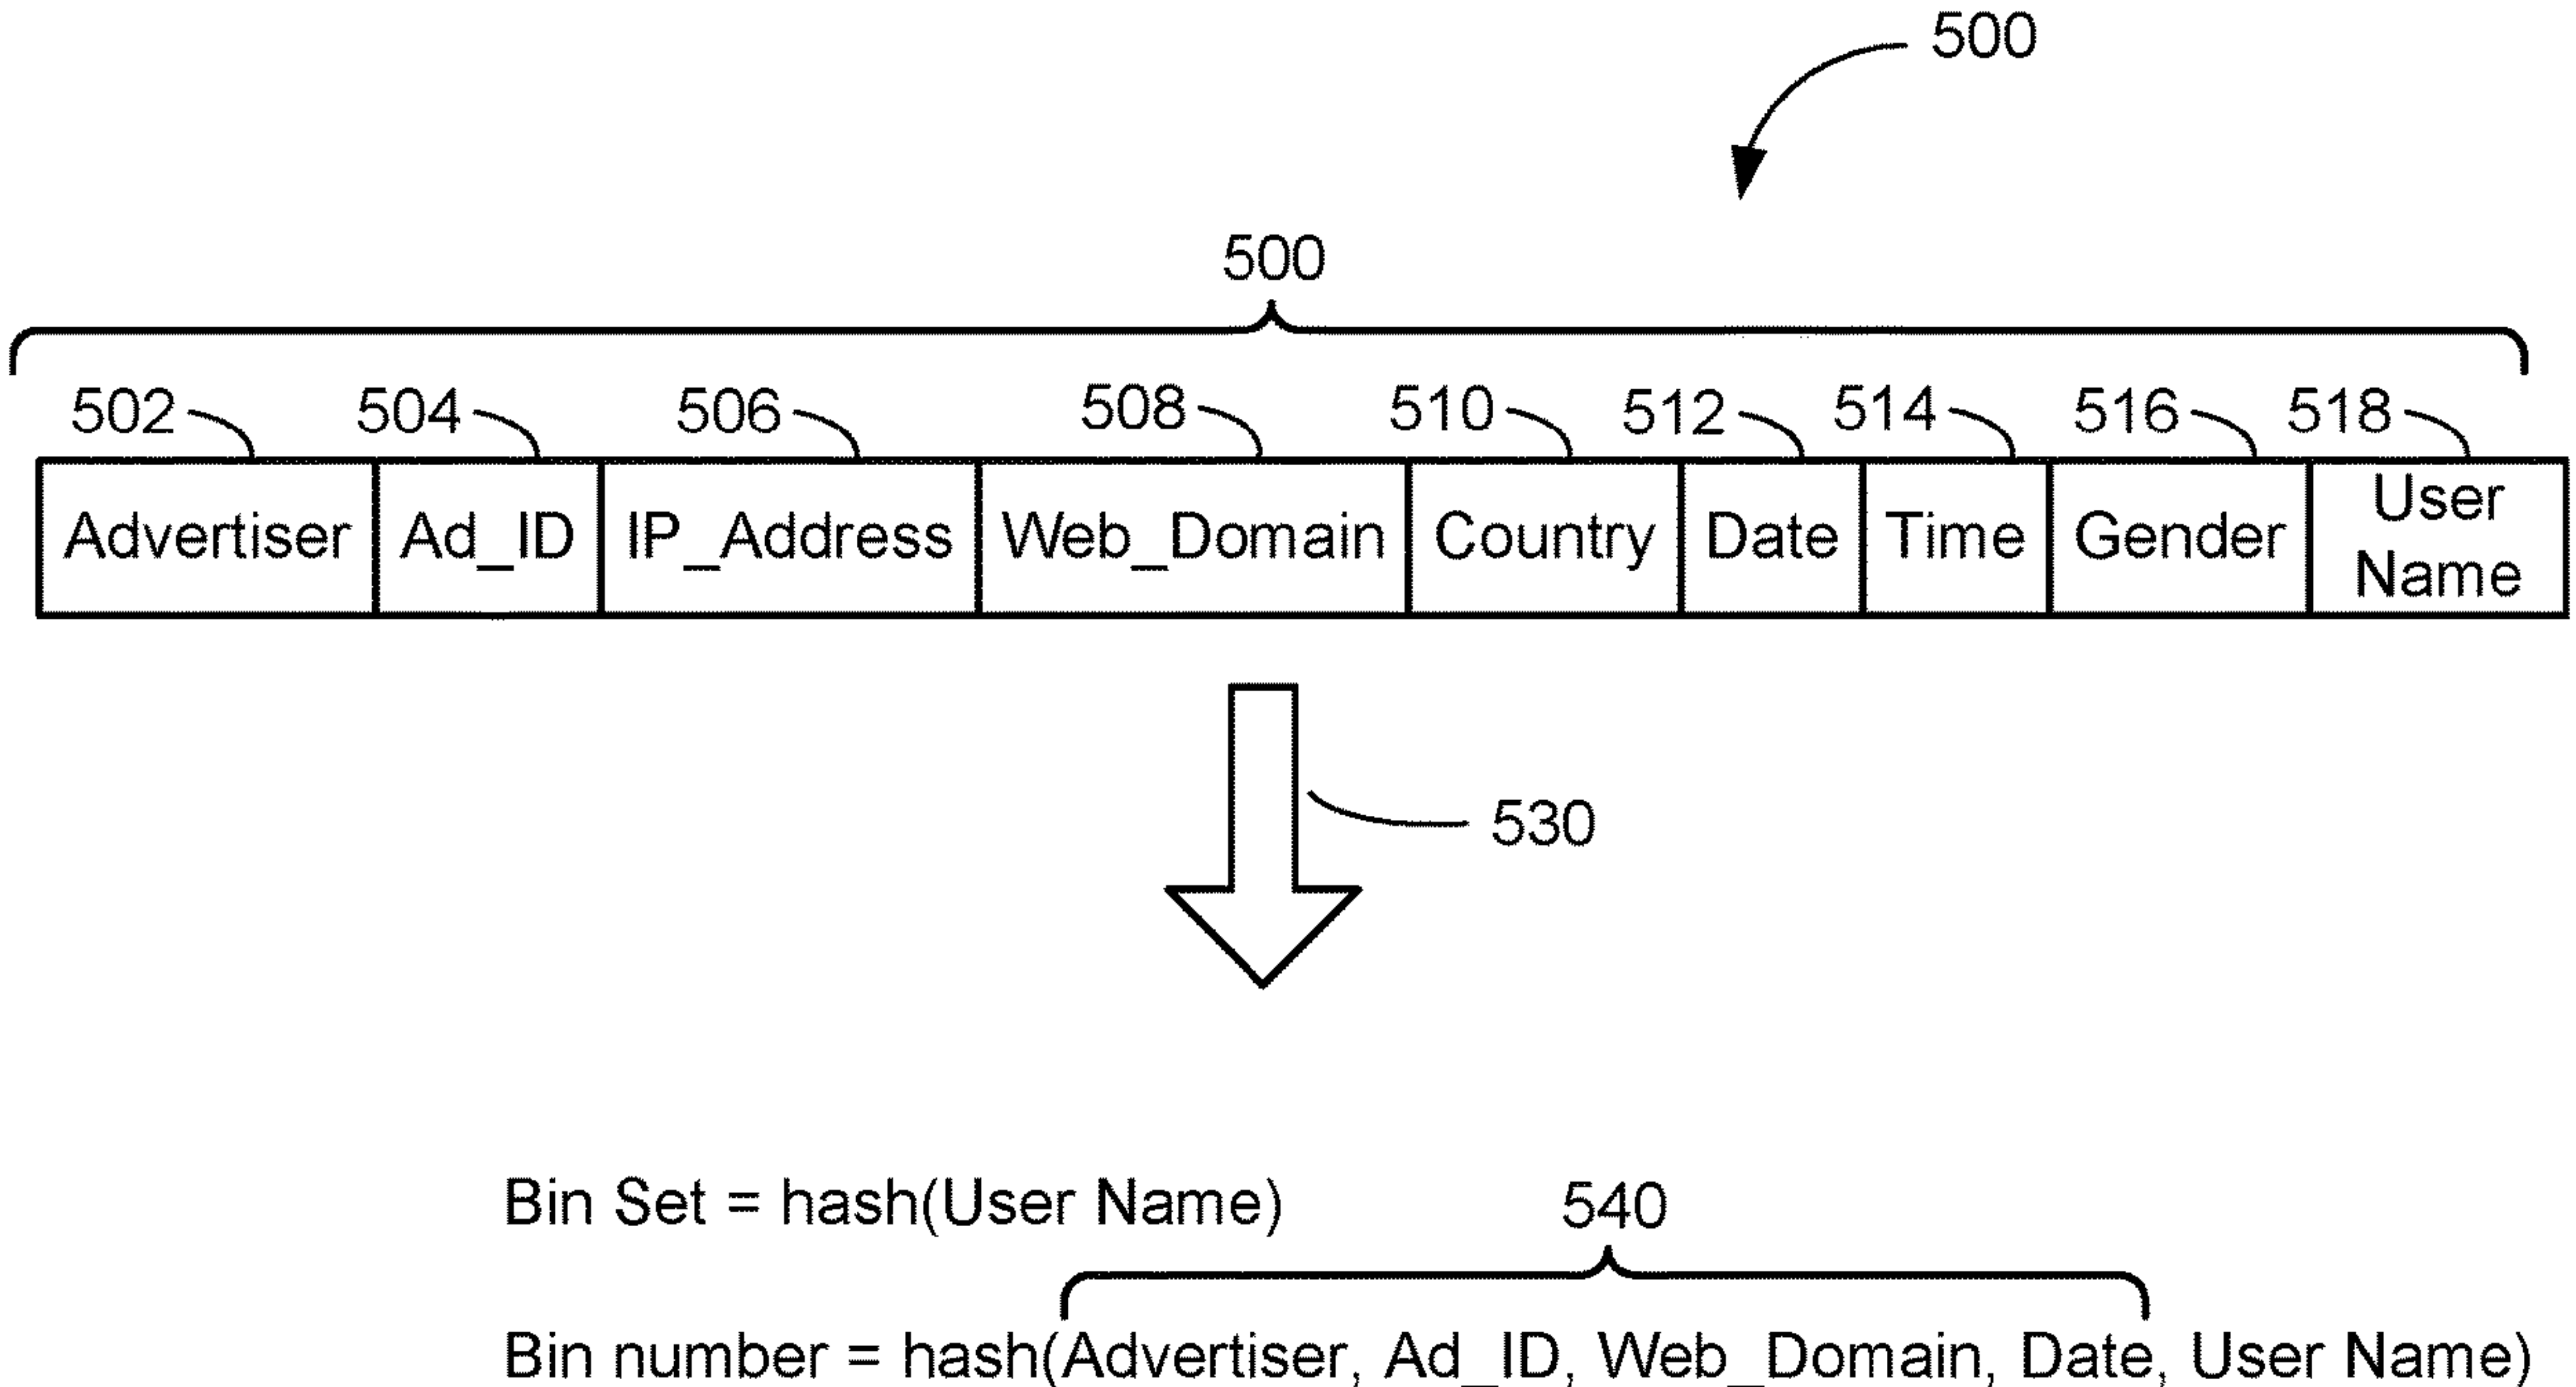 500
500
502 504 506 508 510 512 514 516 518
Advertiser Ad_ID IP_Address Web_Domain Country Date Time Gender User Name
530
Bin Set = hash(User Name)
540
Bin number = hash(Advertiser, Ad_ID, Web_Domain, Date, User Name)